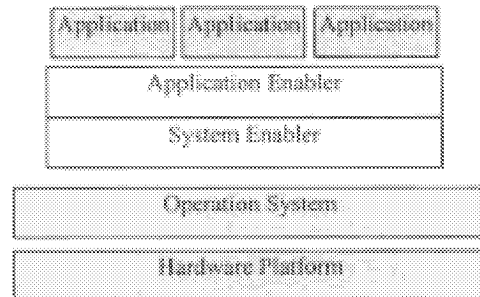 Application Application Application
Application Enabler
System Enabler
Operation System
Hardware Platform